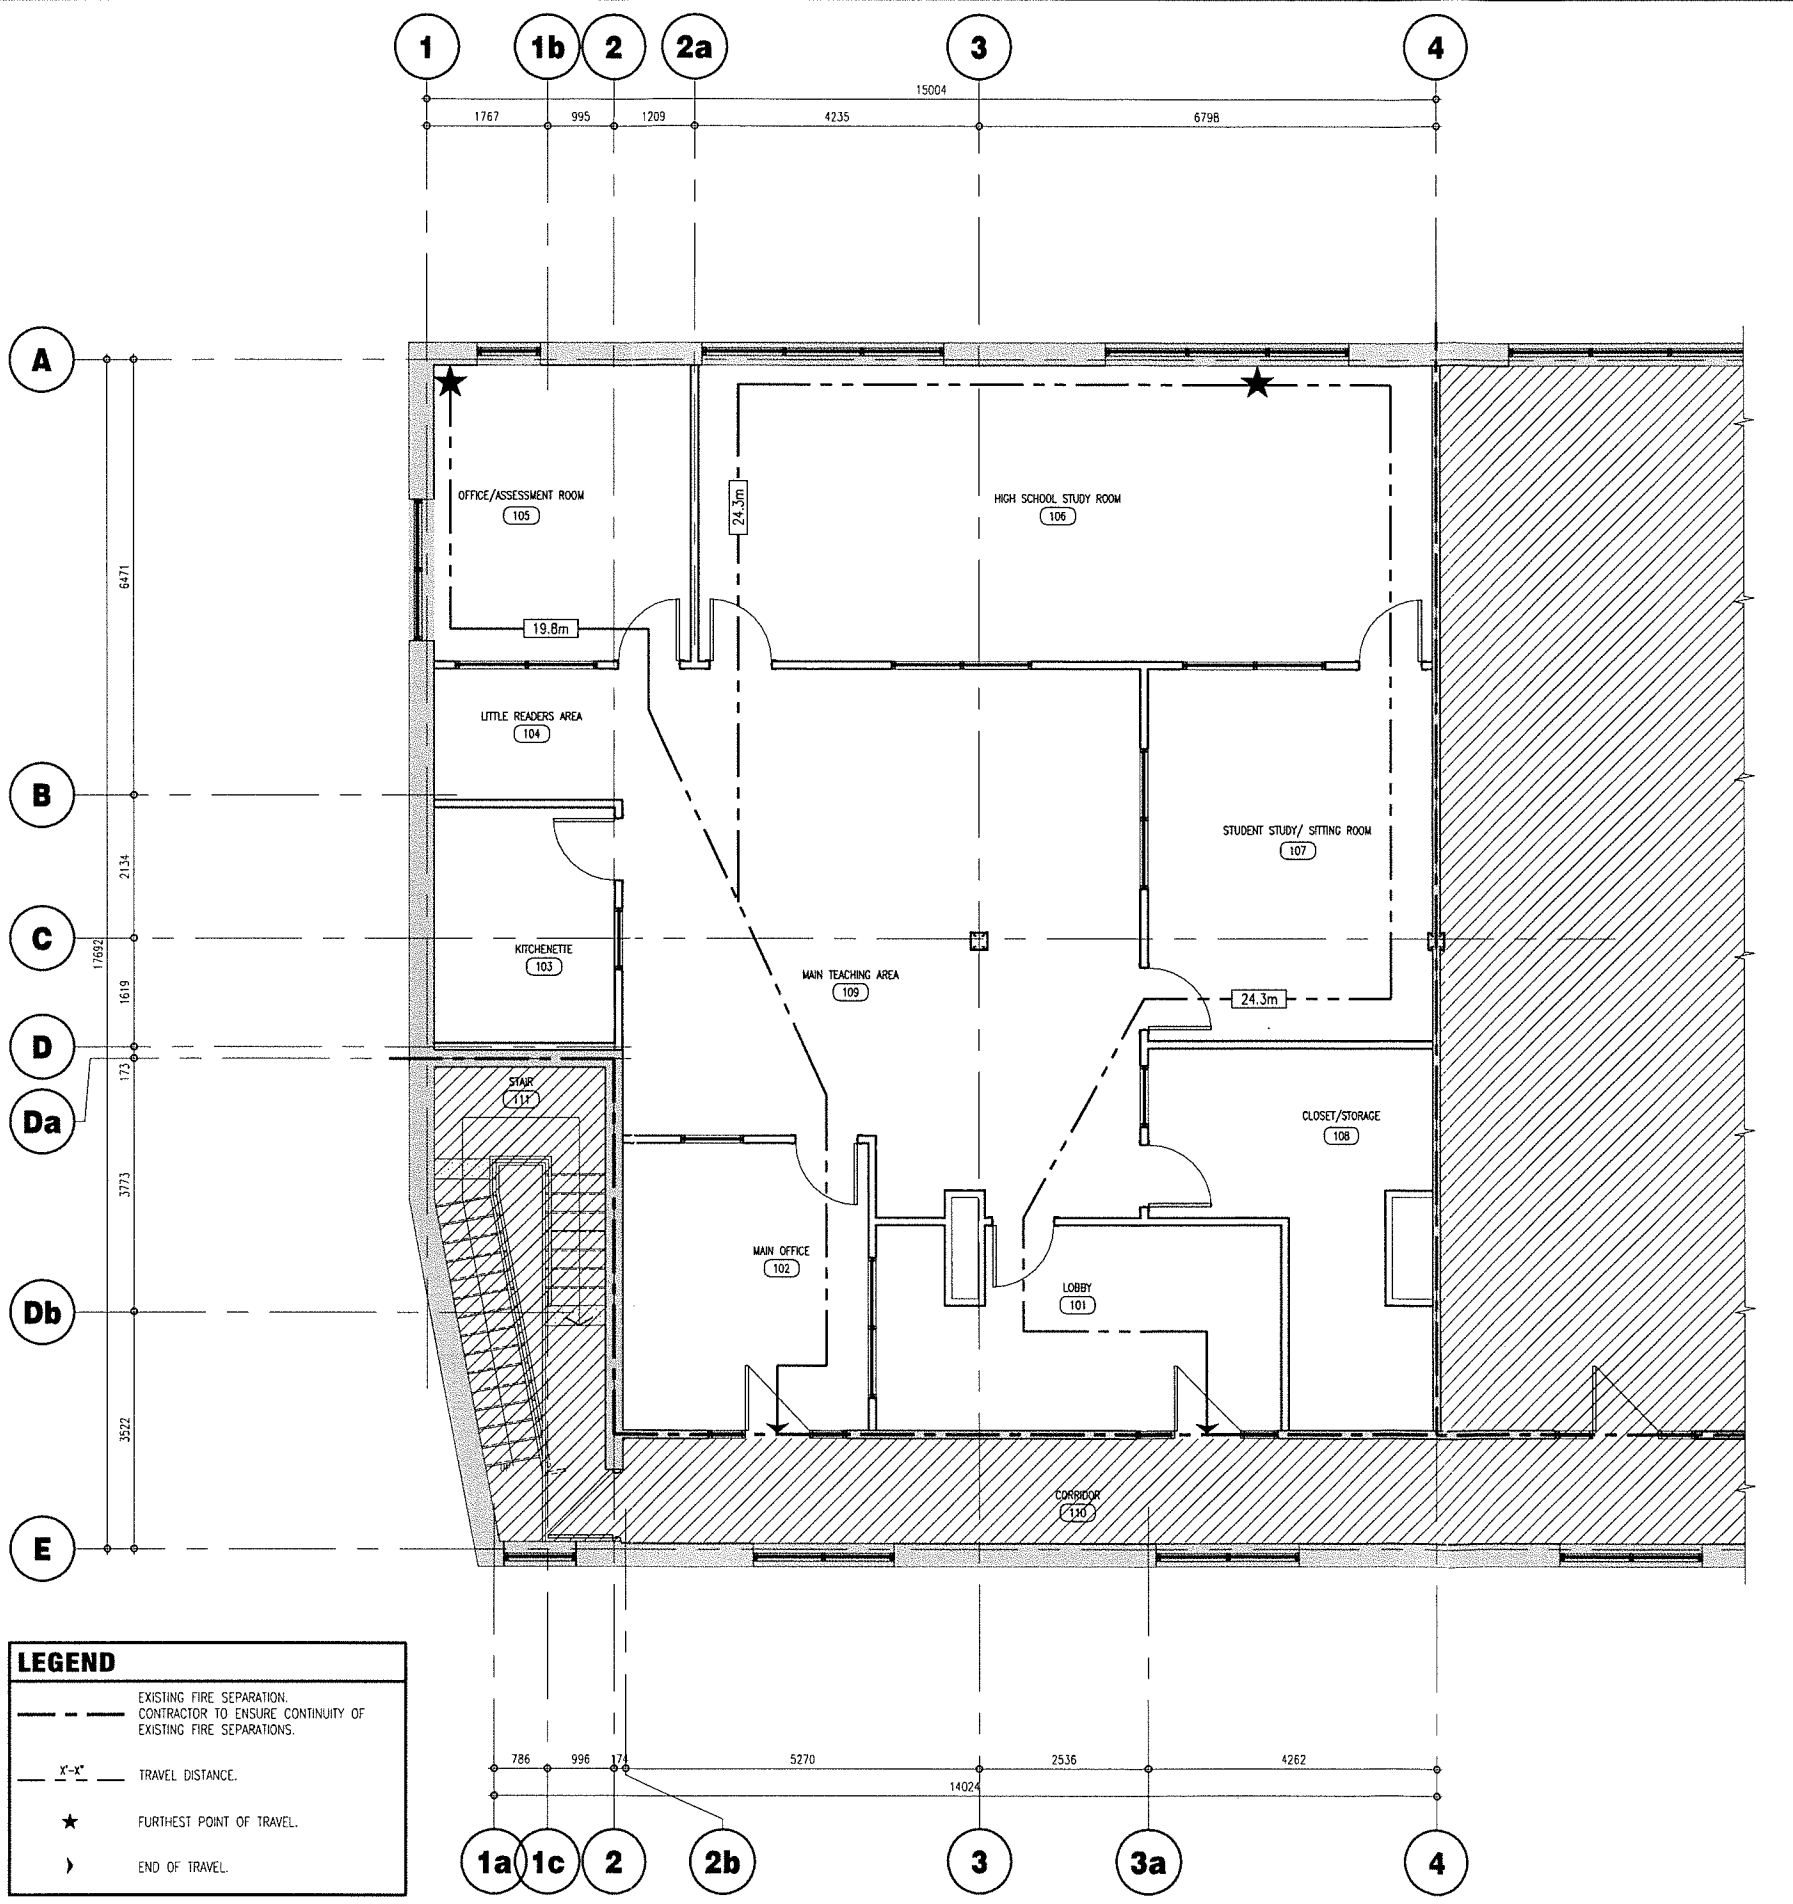 1 1b 2 2a 3 4
15004
1767 995 1209 4235 6798
A
OFFICE/ASSESSMENT ROOM
105
24.3m
HIGH SCHOOL STUDY ROOM
106
6471
19.8m
LITTLE READERS AREA
104
B
STUDENT STUDY/ SITTING ROOM
107
2134
C
17692
KITCHENETTE
103
MAIN TEACHING AREA
109
1619
24.3m
D
173
STAIR
111
Da
CLOSET/STORAGE
108
3773
MAIN OFFICE
102
LOBBY
101
Db
3522
CORRIDOR
110
E
LEGEND
EXISTING FIRE SEPARATION.
CONTRACTOR TO ENSURE CONTINUITY OF
EXISTING FIRE SEPARATIONS.
X'-X"
TRAVEL DISTANCE.
FURTHEST POINT OF TRAVEL.
END OF TRAVEL.
786 996 174 5270 2536 4262
14024
1a 1c 2 2b 3 3a 4